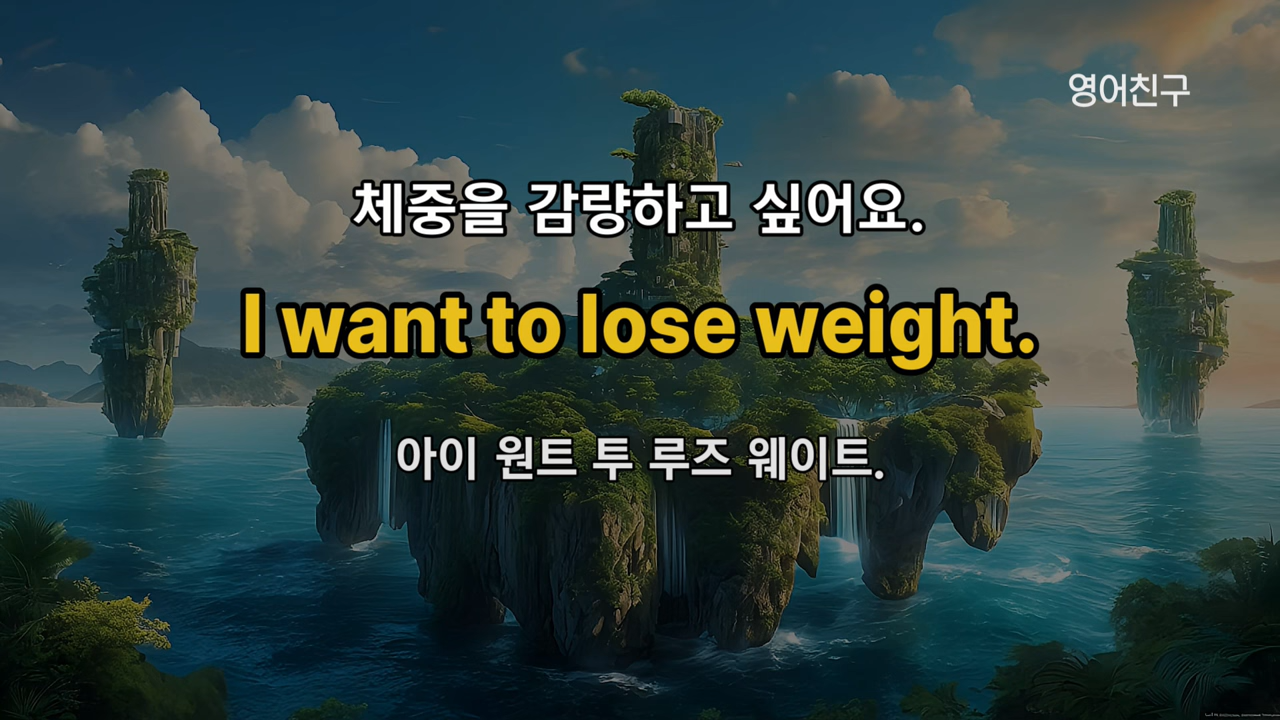 영어친구
체중을 감량하고 싶어요.
I want to lose weight.
아이 원트 투 루즈 웨이트.